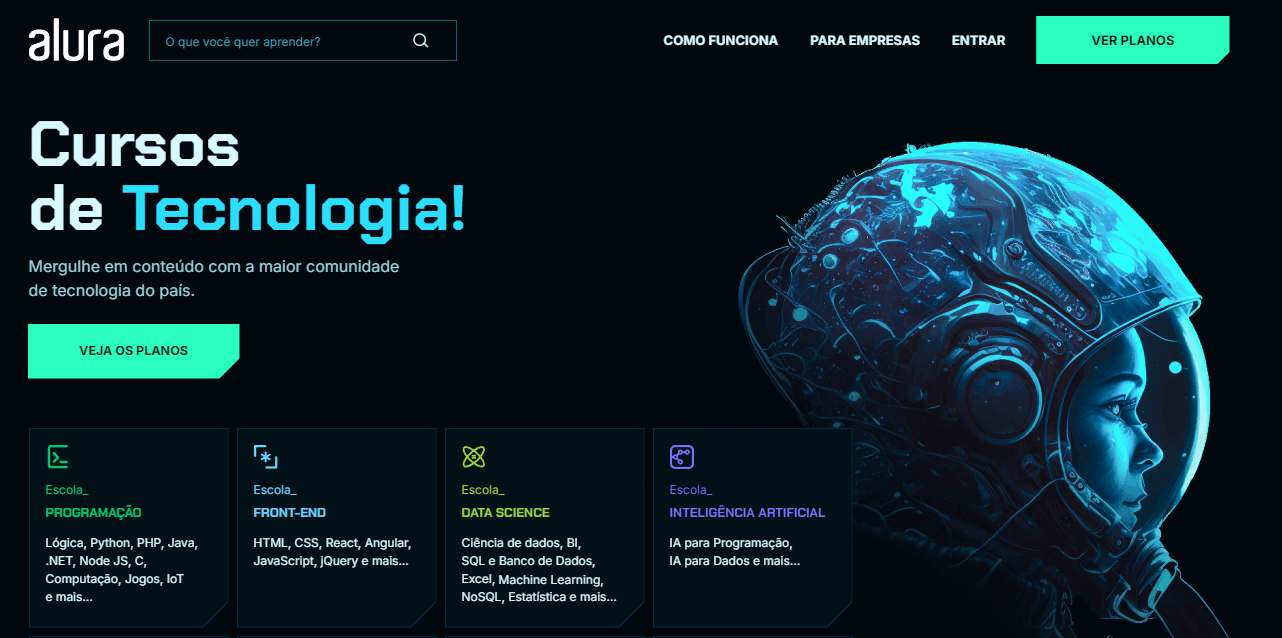 alura
O que você quer aprender?
COMO FUNCIONA
PARA EMPRESAS
ENTRAR
VER PLANOS
Cursos
de Tecnologia!
Mergulhe em conteúdo com a maior comunidade
de tecnologia do país.
VEJA OS PLANOS
Escola_
PROGRAMAÇÃO
Lógica, Python, PHP, Java,
.NET, Node JS, C,
Computação, Jogos, IoT
e mais...
Escola_
FRONT-END
HTML, CSS, React, Angular,
JavaScript, jQuery e mais...
Escola_
DATA SCIENCE
Ciência de dados, BI,
SQL e Banco de Dados,
Excel, Machine Learning,
NoSQL, Estatística e mais...
Escola_
INTELIGÊNCIA ARTIFICIAL
IA para Programação,
IA para Dados e mais...